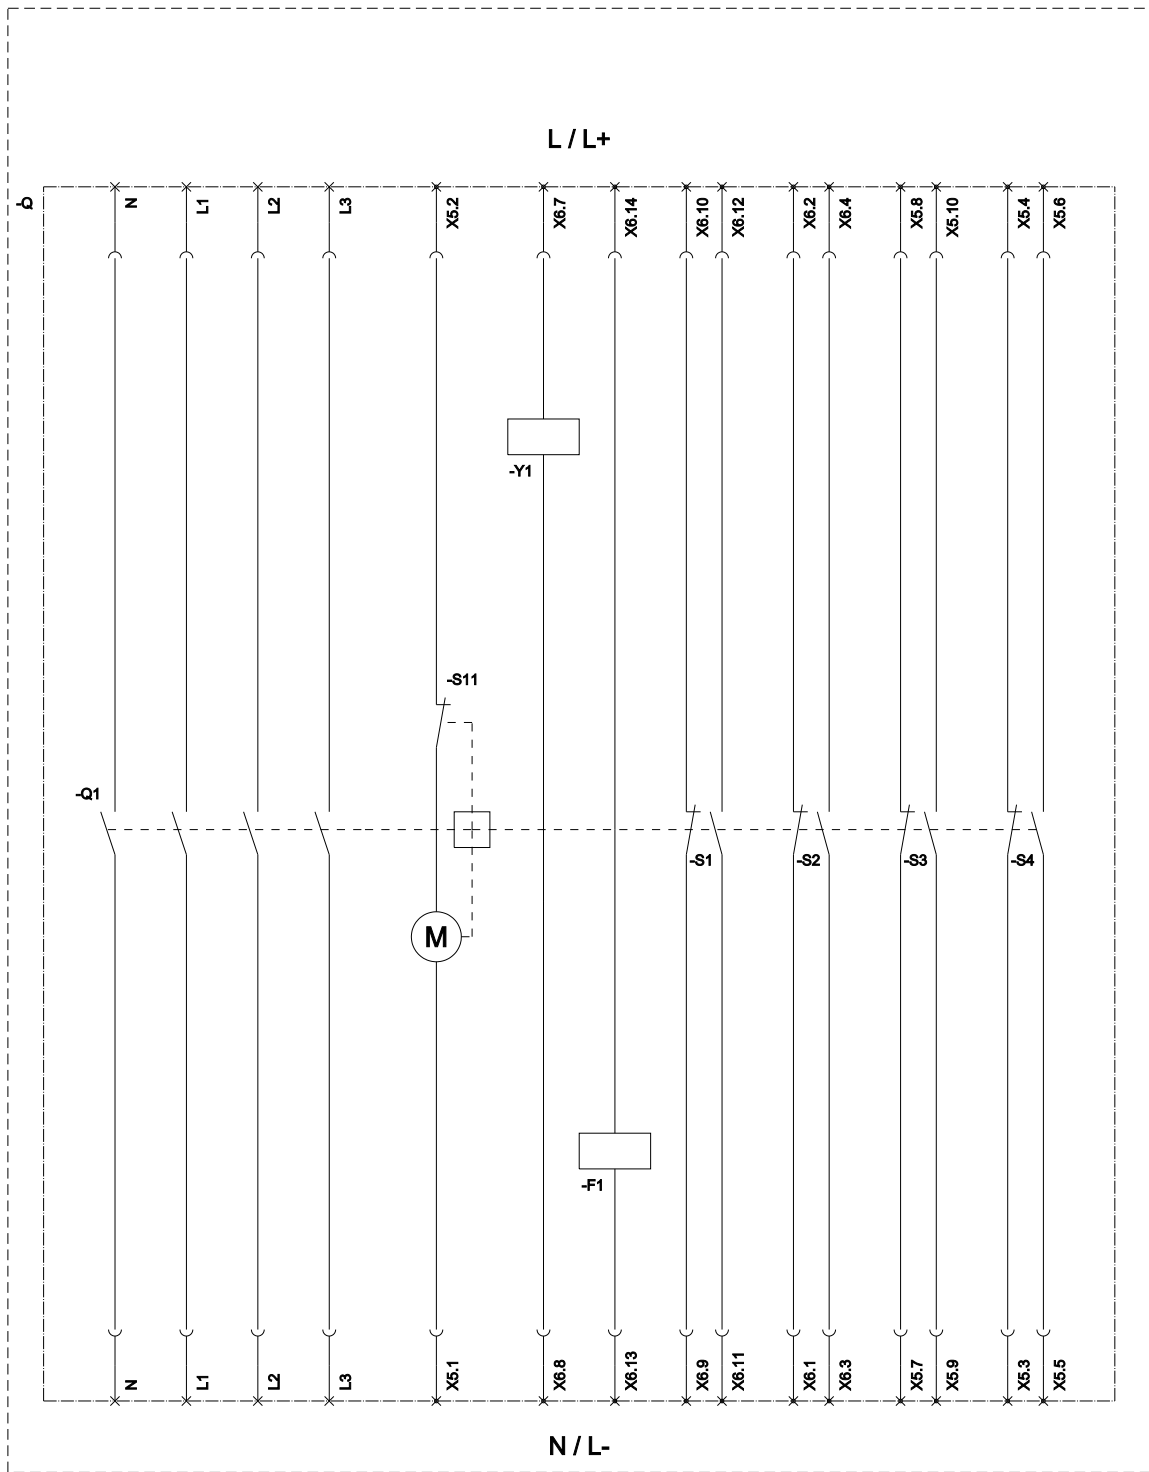 L / L+
-Q
N
L1
L2
L3
X5.2
X6.7
X6.14
X6.10
X6.12
X6.2
X6.4
X5.8
X5.10
X5.4
X5.6
-Y1
-S11
-Q1
-S1
-S2
-S3
-S4
M
-F1
N
L1
L2
L3
X5.1
X6.8
X6.13
X6.9
X6.11
X6.1
X6.3
X5.7
X5.9
X5.3
X5.5
N / L-